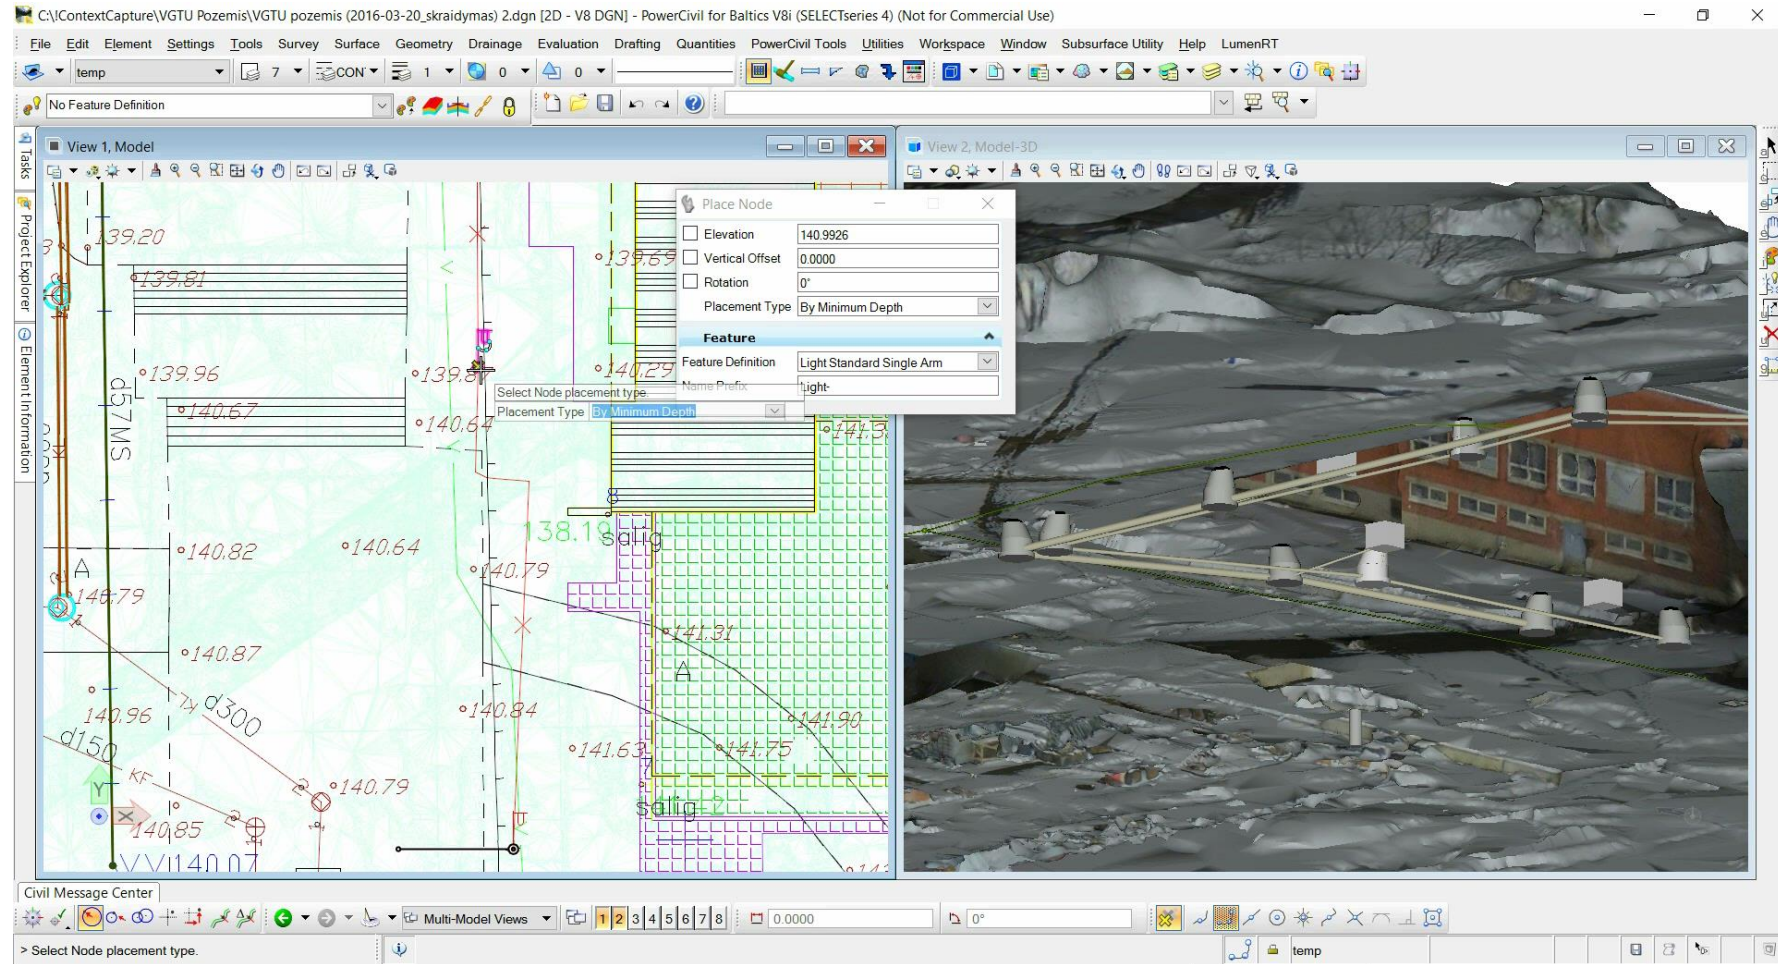 C:\!ContextCapture\VGTU Pozemis\VGTU pozemis (2016-03-20_skraidymas) 2.dgn [2D - V8 DGN] - PowerCivil for Baltics V8i (SELECTseries 4) (Not for Commercial Use)
File Edit Element Settings Tools Survey Surface Geometry Drainage Evaluation Drafting Quantities PowerCivil Tools Utilities Workspace Window Subsurface Utility Help LumenRT
temp 7 CON 1 0 0
No Feature Definition
Tasks
Project Explorer
Element Information
View 1, Model
View 2, Model-3D
Place Node
Elevation 140.9926
Vertical Offset 0.0000
Rotation 0°
Placement Type By Minimum Depth
Feature
Feature Definition Light Standard Single Arm
Name Prefix Light-
Select Node placement type.
Placement Type By Minimum Depth
139.20
139.69
139.81
139.96
139.87
140.29
d57MS
140.67
140.64
8
138.19
salig
140.82
140.64
140.79
A
140.79
141.31
140.87
A
140.96
d300
140.84
141.90
d150
141.63
141.75
KF
140.79
salig
140.85
VV140.07
Y
X
Civil Message Center
Multi-Model Views 1 2 3 4 5 6 7 8 0.0000 0°
> Select Node placement type.
temp